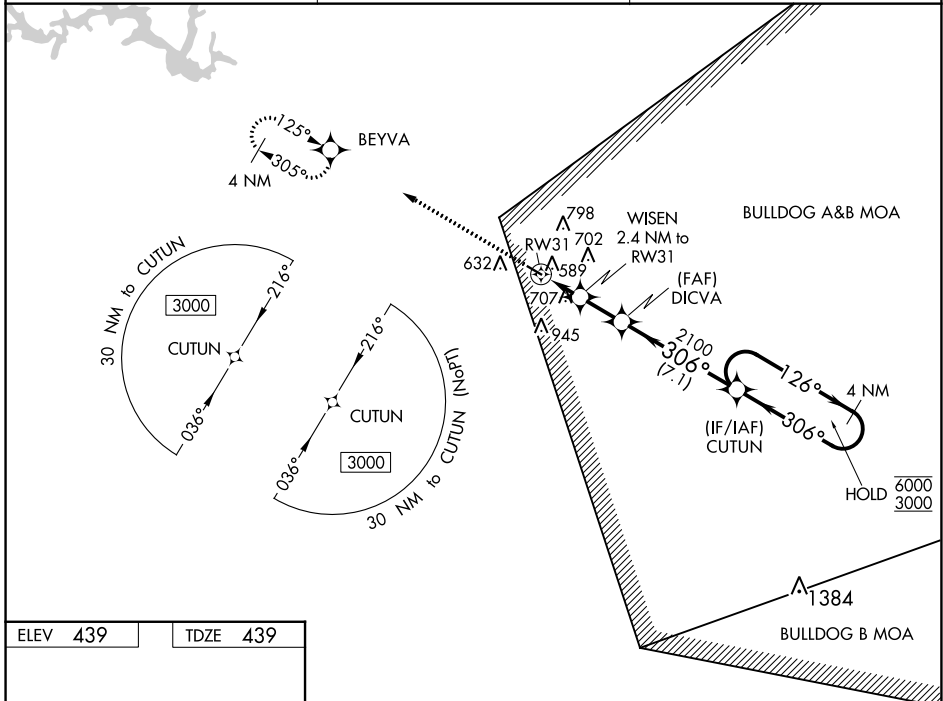 125°
BEYVA
305°
4 NM
30 NM to CUTUN
216°
3000
CUTUN
036°
216°
CUTUN
036°
3000
30 NM to CUTUN (NoPT)
798
WISEN
2.4 NM to
RW31
BULLDOG A&B MOA
RW31
702
632
589
(FAF)
DICVA
707
945
2100
306°
(7.1)
126°
4 NM
306°
(IF/IAF)
CUTUN
HOLD
6000
3000
1384
BULLDOG B MOA
ELEV 439
TDZE 439